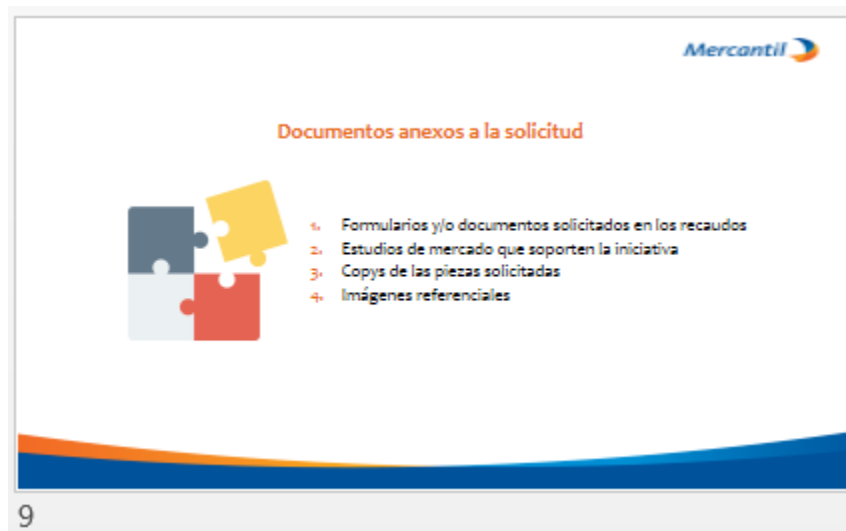 Mercantil
Documentos anexos a la solicitud
1. Formularios y/o documentos solicitados en los recaudos
2. Estudios de mercado que soporten la iniciativa
3. Copys de las piezas solicitadas
4. Imágenes referenciales
9